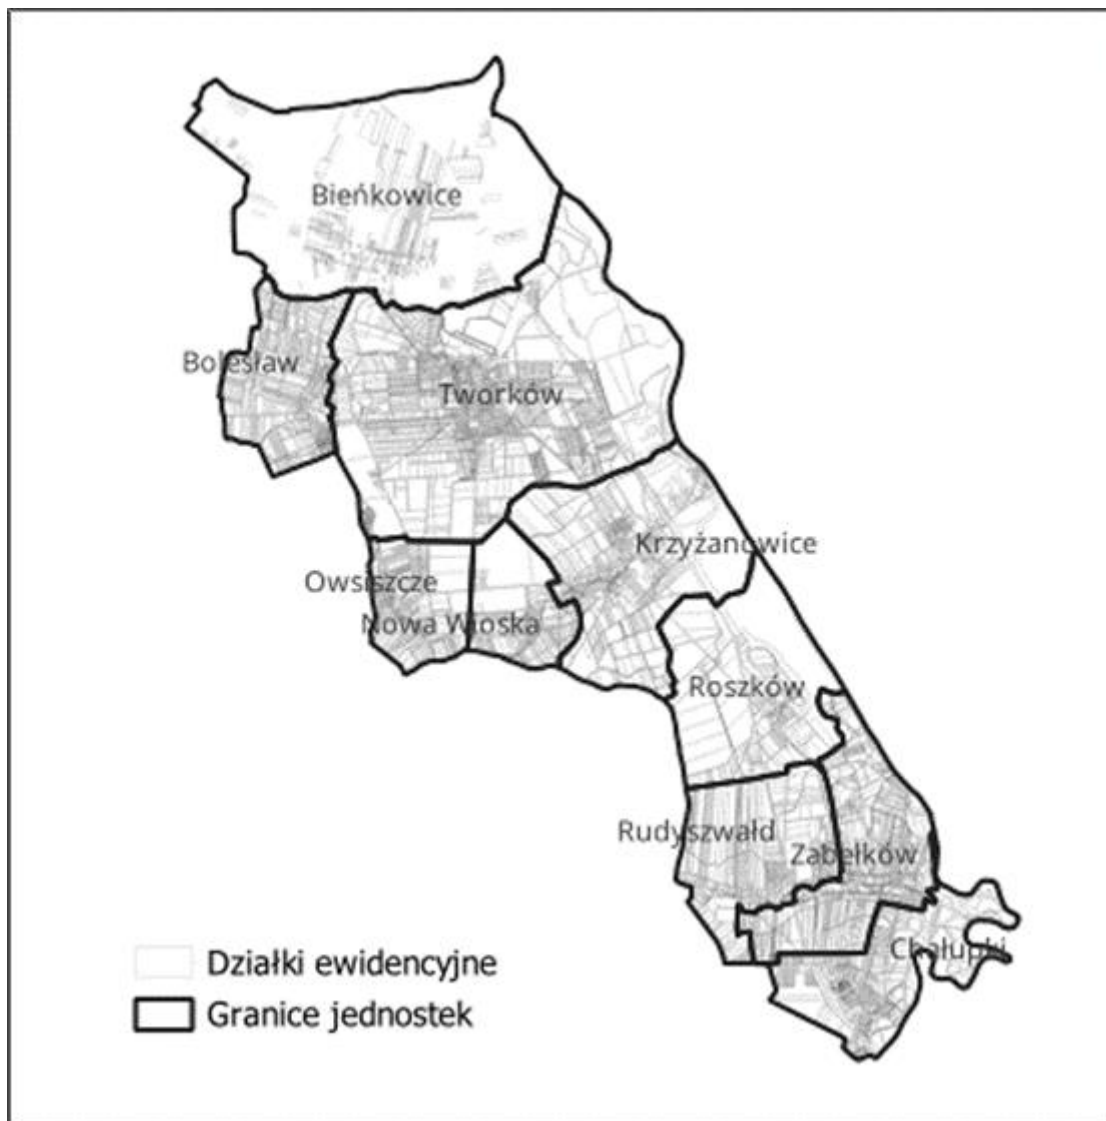 Bieńkowice
Bolesław
Tworków
Krzyżanowice
Owsiszcze
Nowa Wioska
Roszków
Rudyszwałd
Zabełków
Chałupki
Działki ewidencyjne
Granice jednostek